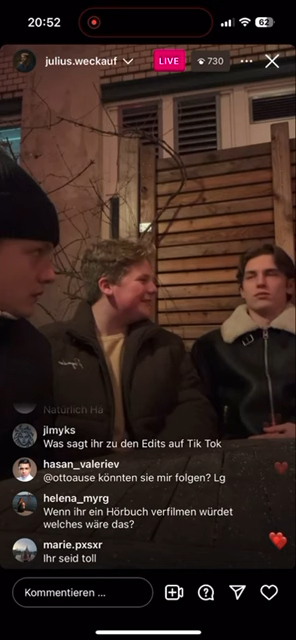 20:52
62
julius.weckauf
LIVE
730
Natürlich Ha
jlmyks
Was sagt ihr zu den Edits auf Tik Tok
hasan_valeriev
@ottoause könnten sie mir folgen? Lg
helena_myrg
Wenn ihr ein Hörbuch verfilmen würdet
welches wäre das?
marie.pxsxr
Ihr seid toll
Kommentieren ...